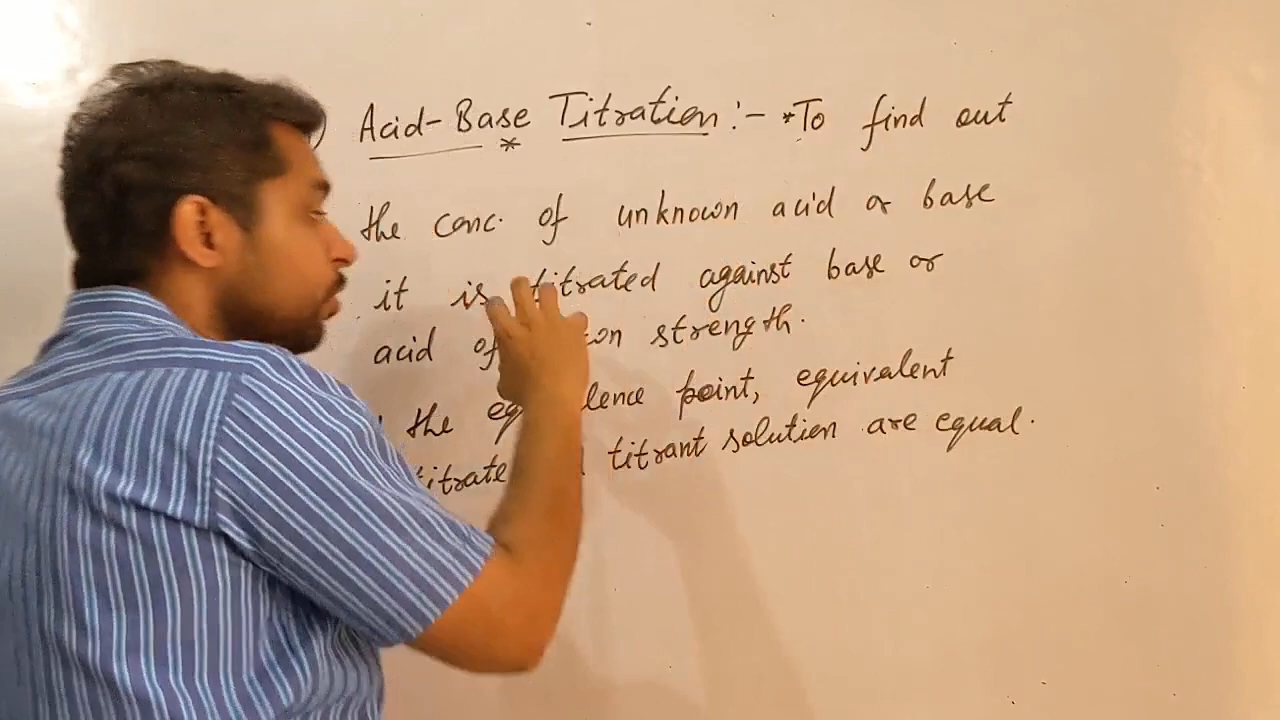 ) Acid-Base Titration :- *To find out
*
the conc. of unknown acid or base
it is titrated against base or
acid of strength.
the point, equivalent
titrant solution are equal.